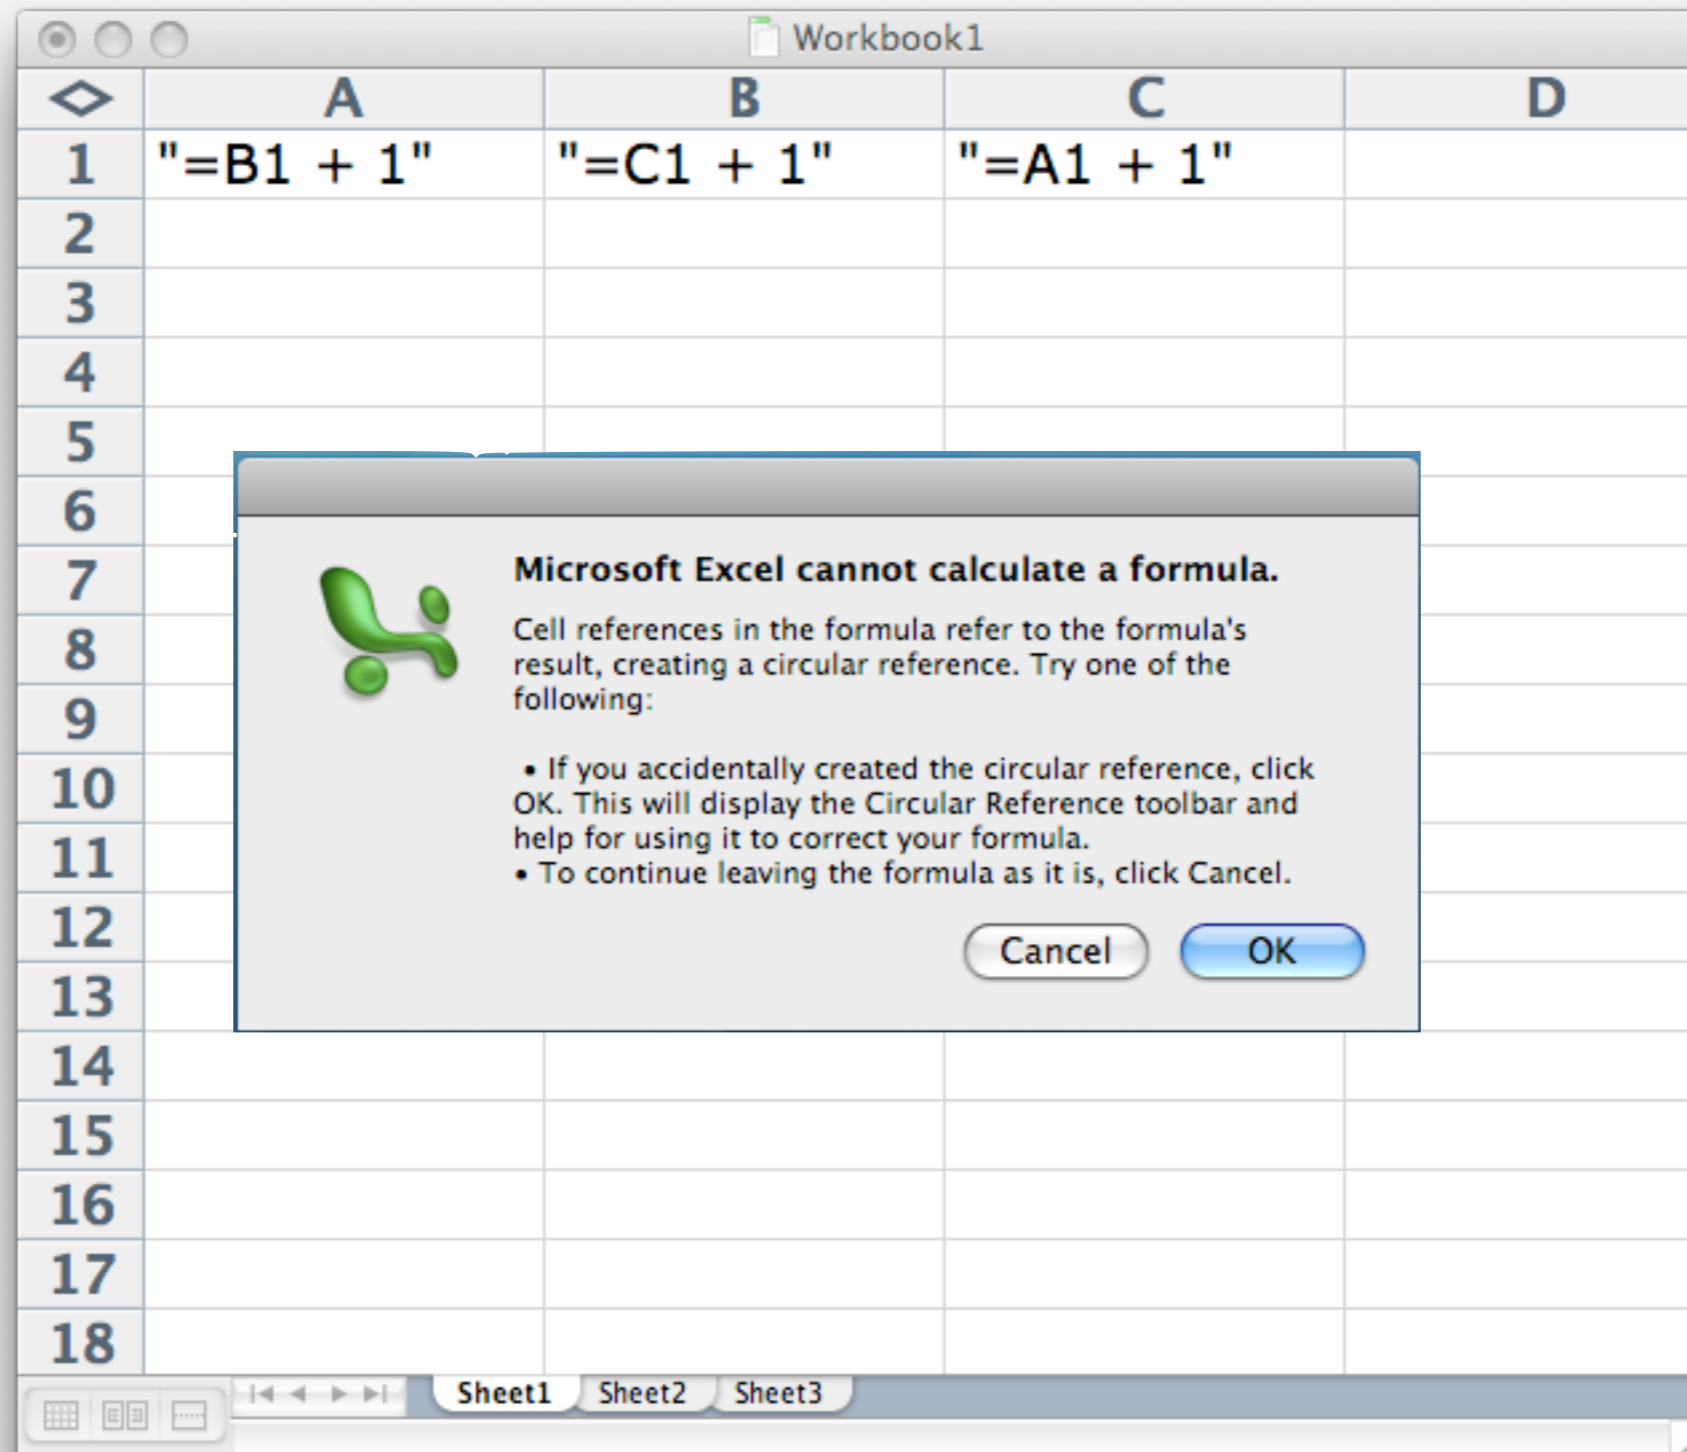 Workbook1
A B C D
1 "=B1 + 1" "=C1 + 1" "=A1 + 1"
2
3
4
5
6
7
8
9
10
11
12
13
14
15
16
17
18
Microsoft Excel cannot calculate a formula.
Cell references in the formula refer to the formula's
result, creating a circular reference. Try one of the
following:
• If you accidentally created the circular reference, click
OK. This will display the Circular Reference toolbar and
help for using it to correct your formula.
• To continue leaving the formula as it is, click Cancel.
Cancel OK
Sheet1 Sheet2 Sheet3